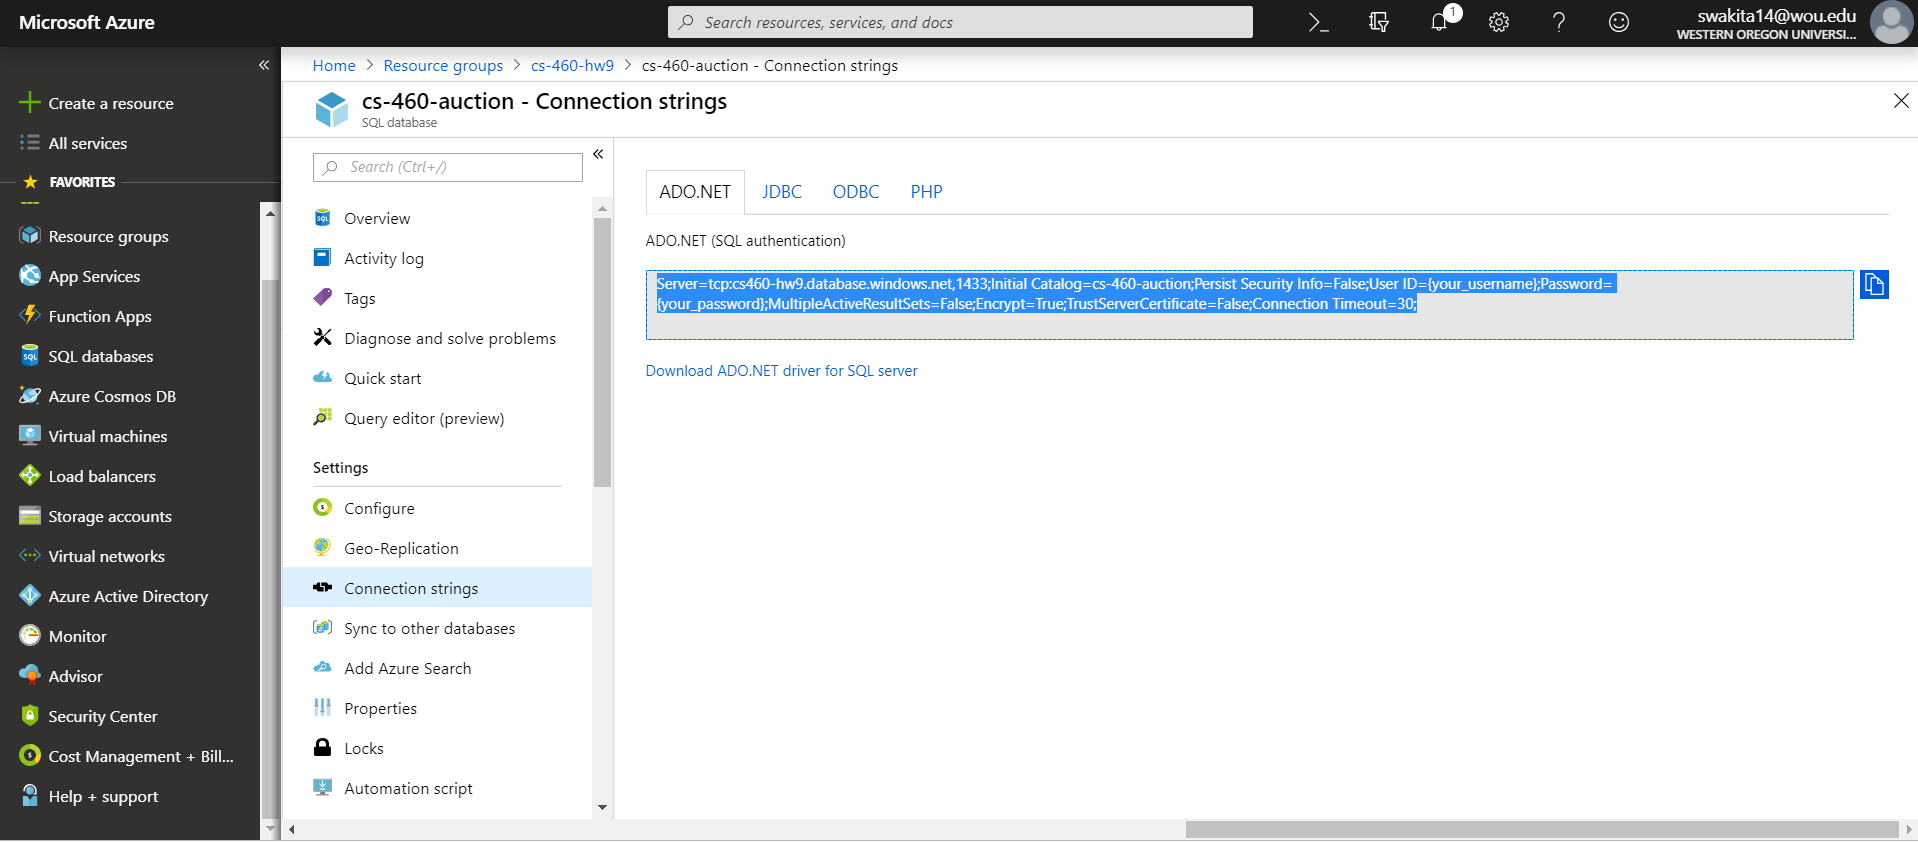 Microsoft Azure
Search resources, services, and docs
1
swakita14@wou.edu
WESTERN OREGON UNIVERSI...
Create a resource
All services
FAVORITES
Resource groups
App Services
Function Apps
SQL databases
Azure Cosmos DB
Virtual machines
Load balancers
Storage accounts
Virtual networks
Azure Active Directory
Monitor
Advisor
Security Center
Cost Management + Bill...
Help + support
Home > Resource groups > cs-460-hw9 > cs-460-auction - Connection strings
cs-460-auction - Connection strings
SQL database
Search (Ctrl+/)
Overview
Activity log
Tags
Diagnose and solve problems
Quick start
Query editor (preview)
Settings
Configure
Geo-Replication
Connection strings
Sync to other databases
Add Azure Search
Properties
Locks
Automation script
ADO.NET JDBC ODBC PHP
ADO.NET (SQL authentication)
Server=tcp:cs460-hw9.database.windows.net,1433;Initial Catalog=cs-460-auction;Persist Security Info=False;User ID={your_username};Password=
{your_password};MultipleActiveResultSets=False;Encrypt=True;TrustServerCertificate=False;Connection Timeout=30;
Download ADO.NET driver for SQL server